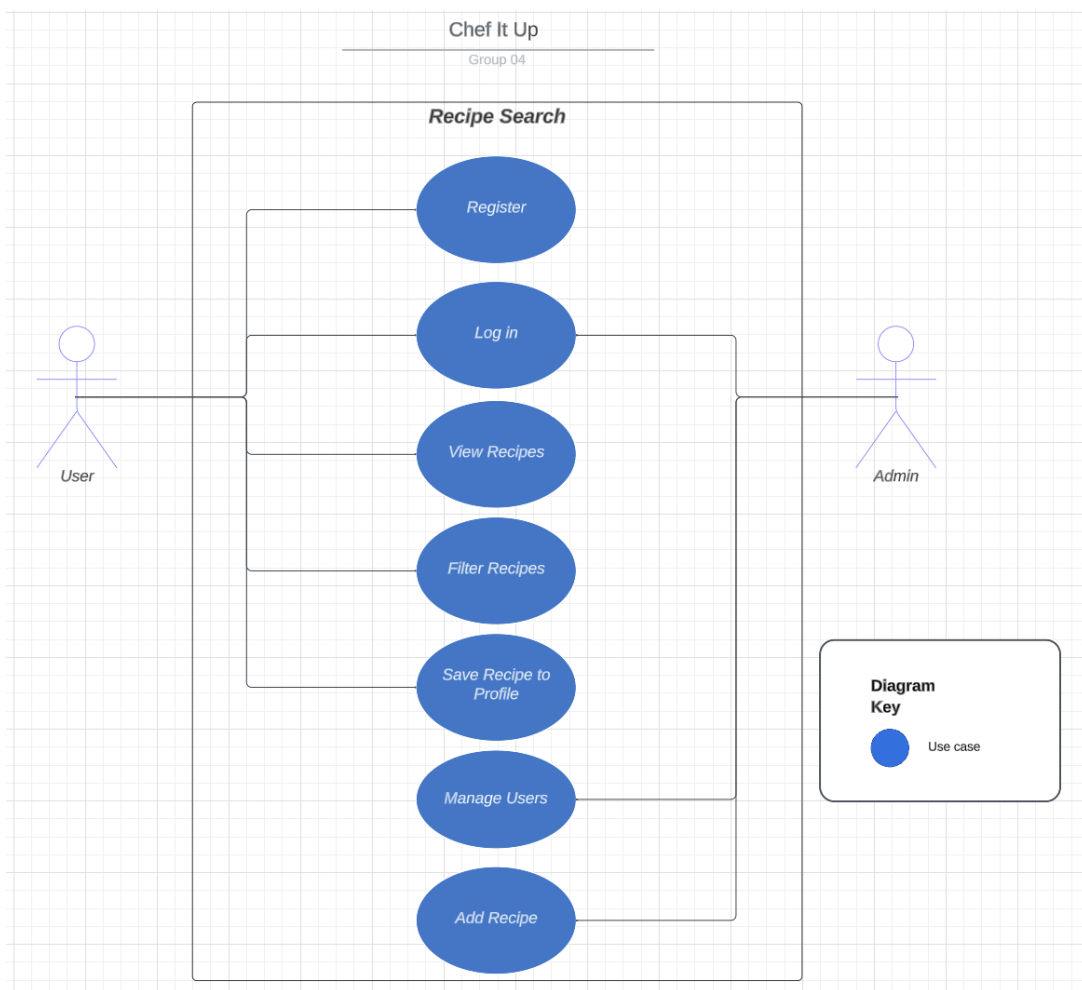 Chef It Up
Group 04
Recipe Search
Register
Log in
View Recipes
Filter Recipes
Save Recipe to
Profile
Manage Users
Add Recipe
User
Admin
Diagram
Key
Use case